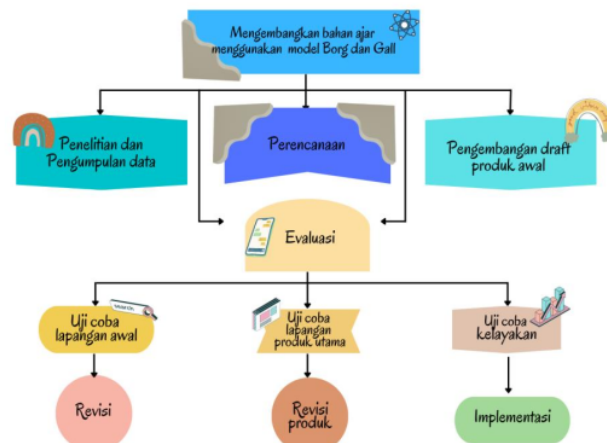 Mengembangkan bahan ajar
menggunakan model Borg dan Gall
Penelitian dan
Pengumpulan data
Perencanaan
Pengembangan draft
produk awal
Evaluasi
Uji coba
lapangan awal
Uji coba
lapangan
produk utama
Uji coba
kelayakan
Revisi
Revisi
produk
Implementasi